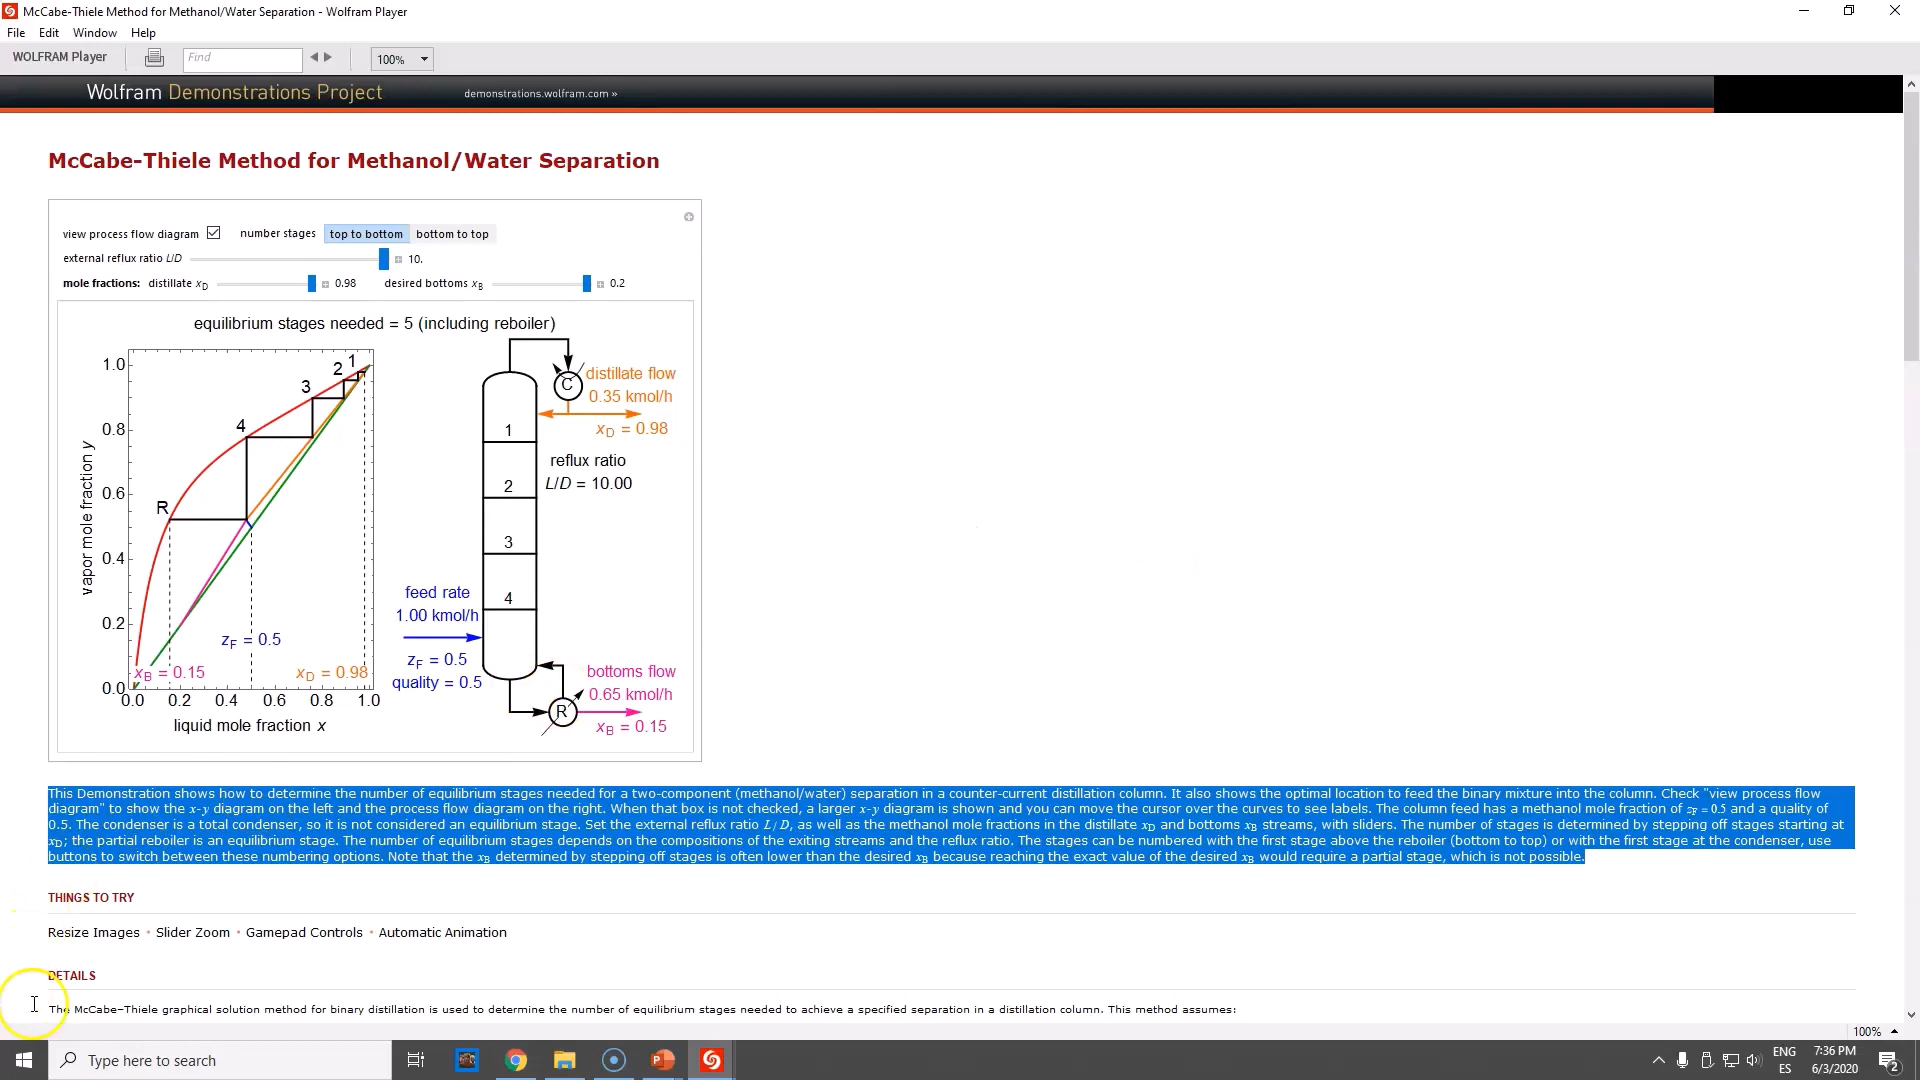 McCabe-Thiele Method for Methanol/Water Separation - Wolfram Player
File Edit Window Help
WOLFRAM Player Find 100%
Wolfram Demonstrations Project demonstrations.wolfram.com »
McCabe-Thiele Method for Methanol/Water Separation
view process flow diagram number stages top to bottom bottom to top
external reflux ratio L/D 10.
mole fractions: distillate xD 0.98 desired bottoms xB 0.2
equilibrium stages needed = 5 (including reboiler)
1.0
0.8
0.6
0.4
0.2
0.0
vapor mole fraction y
1
2
3
4
R
zF = 0.5
xB = 0.15 xD = 0.98
0.0 0.2 0.4 0.6 0.8 1.0
liquid mole fraction x
C
distillate flow
0.35 kmol/h
xD = 0.98
reflux ratio
L/D = 10.00
1
2
3
4
feed rate
1.00 kmol/h
zF = 0.5
quality = 0.5
bottoms flow
0.65 kmol/h
R
xB = 0.15
This Demonstration shows how to determine the number of equilibrium stages needed for a two-component (methanol/water) separation in a counter-current distillation column. It also shows the optimal location to feed the binary mixture into the column. Check "view process flow
diagram" to show the x-y diagram on the left and the process flow diagram on the right. When that box is not checked, a larger x-y diagram is shown and you can move the cursor over the curves to see labels. The column feed has a methanol mole fraction of zF = 0.5 and a quality of
0.5. The condenser is a total condenser, so it is not considered an equilibrium stage. Set the external reflux ratio L/D, as well as the methanol mole fractions in the distillate xD and bottoms xB streams, with sliders. The number of stages is determined by stepping off stages starting at
xD; the partial reboiler is an equilibrium stage. The number of equilibrium stages depends on the compositions of the exiting streams and the reflux ratio. The stages can be numbered with the first stage above the reboiler (bottom to top) or with the first stage at the condenser, use
buttons to switch between these numbering options. Note that the xB determined by stepping off stages is often lower than the desired xB because reaching the exact value of the desired xB would require a partial stage, which is not possible.
THINGS TO TRY
Resize Images • Slider Zoom • Gamepad Controls • Automatic Animation
DETAILS
The McCabe–Thiele graphical solution method for binary distillation is used to determine the number of equilibrium stages needed to achieve a specified separation in a distillation column. This method assumes:
100%
Type here to search
ENG
ES
7:36 PM
6/3/2020
2